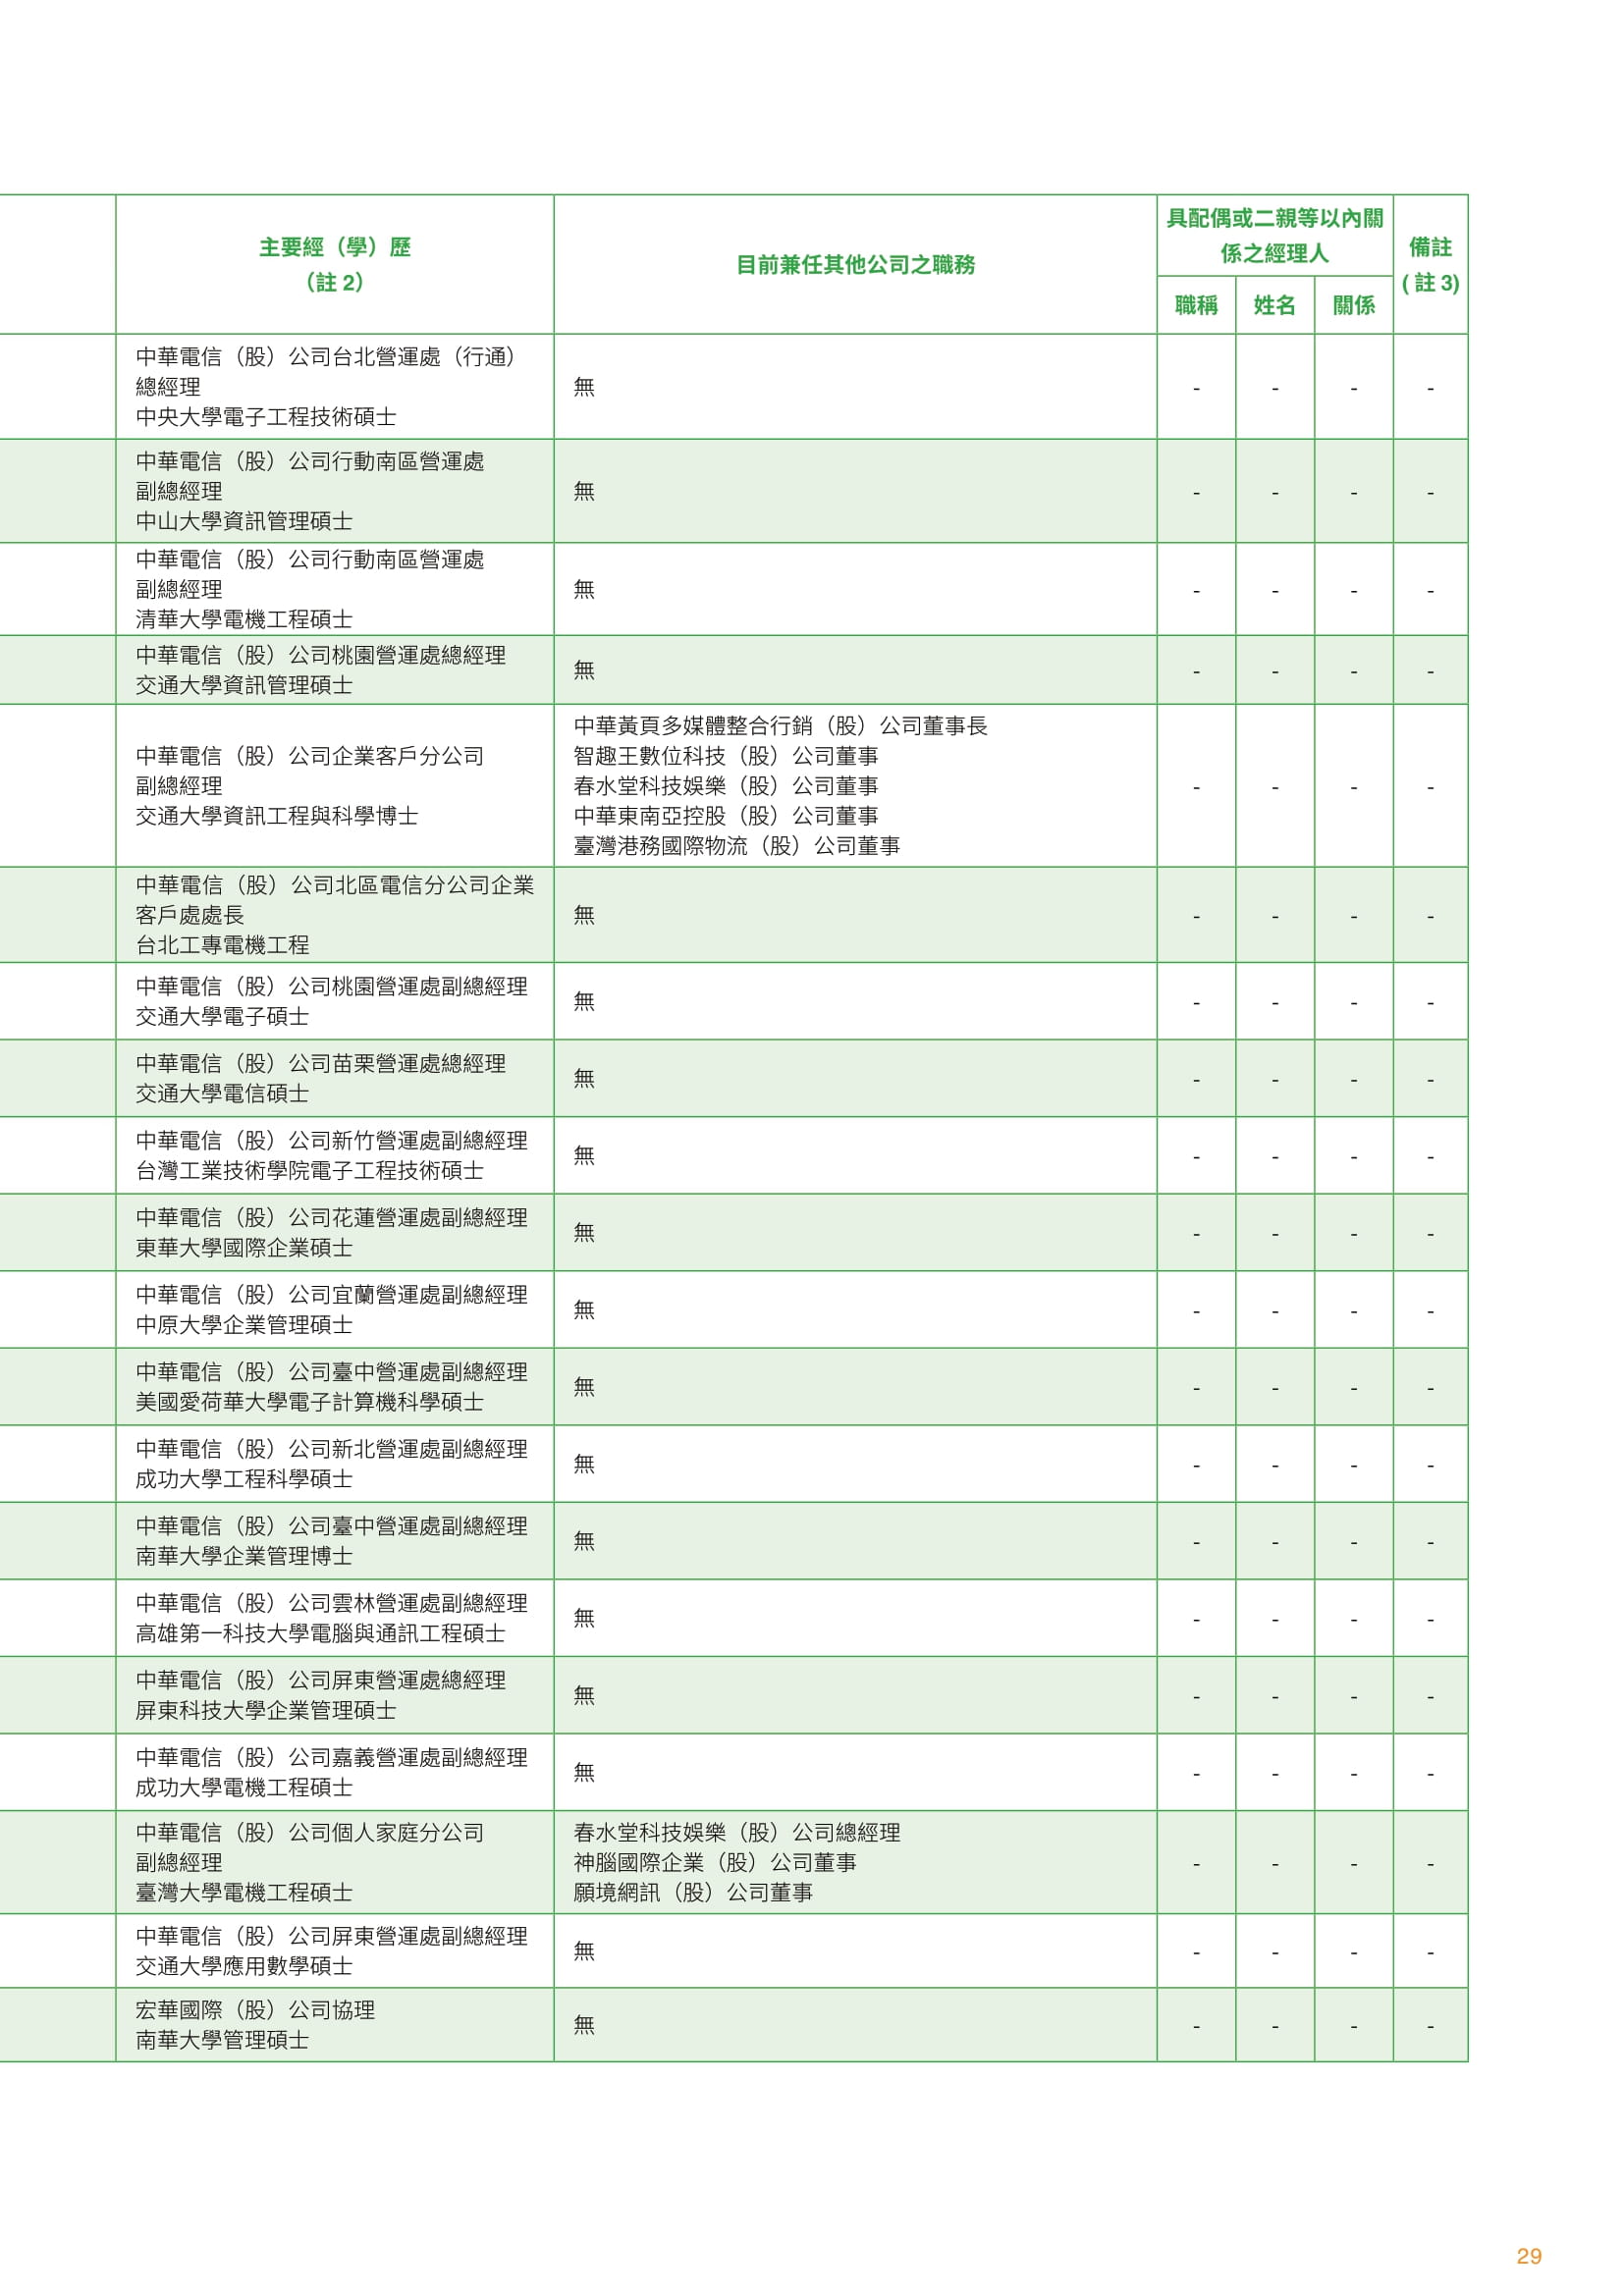 主要經（學）歷
（註 2）
目前兼任其他公司之職務
具配偶或二親等以內關
係之經理人
職稱
姓名
關係
備註
( 註 3)
中華電信（股）公司台北營運處（行通）
總經理
中央大學電子工程技術碩士
無
- - - -
中華電信（股）公司行動南區營運處
副總經理
中山大學資訊管理碩士
無
- - - -
中華電信（股）公司行動南區營運處
副總經理
清華大學電機工程碩士
無
- - - -
中華電信（股）公司桃園營運處總經理
交通大學資訊管理碩士
無
- - - -
中華電信（股）公司企業客戶分公司
副總經理
交通大學資訊工程與科學博士
中華黃頁多媒體整合行銷（股）公司董事長
智趣王數位科技（股）公司董事
春水堂科技娛樂（股）公司董事
中華東南亞控股（股）公司董事
臺灣港務國際物流（股）公司董事
- - - -
中華電信（股）公司北區電信分公司企業
客戶處處長
台北工專電機工程
無
- - - -
中華電信（股）公司桃園營運處副總經理
交通大學電子碩士
無
- - - -
中華電信（股）公司苗栗營運處總經理
交通大學電信碩士
無
- - - -
中華電信（股）公司新竹營運處副總經理
台灣工業技術學院電子工程技術碩士
無
- - - -
中華電信（股）公司花蓮營運處副總經理
東華大學國際企業碩士
無
- - - -
中華電信（股）公司宜蘭營運處副總經理
中原大學企業管理碩士
無
- - - -
中華電信（股）公司臺中營運處副總經理
美國愛荷華大學電子計算機科學碩士
無
- - - -
中華電信（股）公司新北營運處副總經理
成功大學工程科學碩士
無
- - - -
中華電信（股）公司臺中營運處副總經理
南華大學企業管理博士
無
- - - -
中華電信（股）公司雲林營運處副總經理
高雄第一科技大學電腦與通訊工程碩士
無
- - - -
中華電信（股）公司屏東營運處總經理
屏東科技大學企業管理碩士
無
- - - -
中華電信（股）公司嘉義營運處副總經理
成功大學電機工程碩士
無
- - - -
中華電信（股）公司個人家庭分公司
副總經理
臺灣大學電機工程碩士
春水堂科技娛樂（股）公司總經理
神腦國際企業（股）公司董事
願境網訊（股）公司董事
- - - -
中華電信（股）公司屏東營運處副總經理
交通大學應用數學碩士
無
- - - -
宏華國際（股）公司協理
南華大學管理碩士
無
- - - -
29